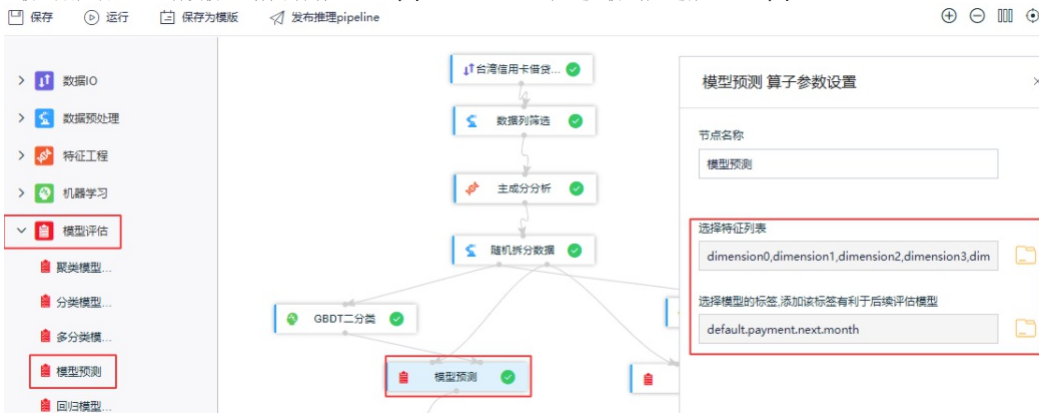 保存 运行 保存为模版 发布推理pipeline
数据IO
数据预处理
特征工程
机器学习
模型评估
聚类模型...
分类模型...
多分类模...
模型预测
回归模型...
台湾信用卡借贷...
数据列筛选
主成分分析
随机拆分数据
GBDT二分类
模型预测
模型预测 算子参数设置
节点名称
模型预测
选择特征列表
dimension0,dimension1,dimension2,dimension3,dim
选择模型的标签,添加该标签有利于后续评估模型
default.payment.next.month